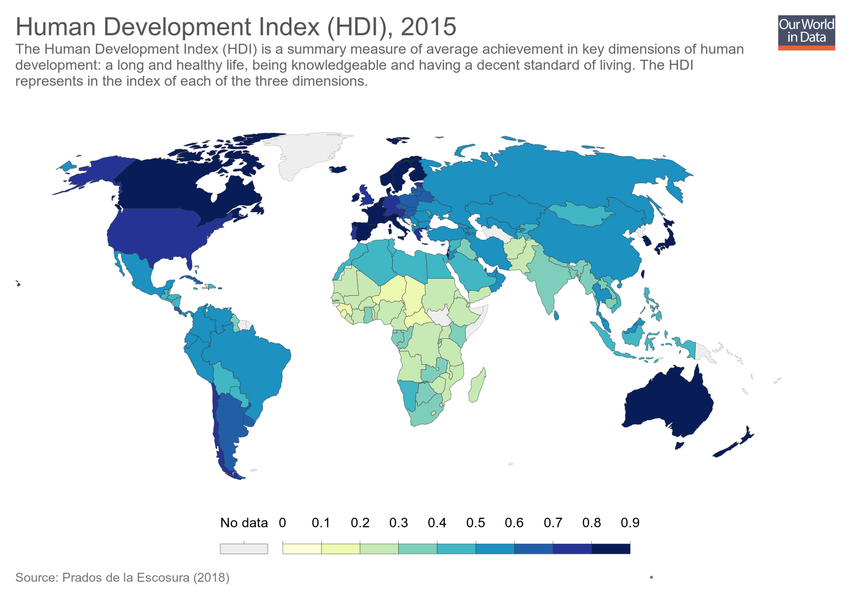 Human Development Index (HDI), 2015
Our World
in Data
The Human Development Index (HDI) is a summary measure of average achievement in key dimensions of human
development: a long and healthy life, being knowledgeable and having a decent standard of living. The HDI
represents in the index of each of the three dimensions.
No data 0 0.1 0.2 0.3 0.4 0.5 0.6 0.7 0.8 0.9
Source: Prados de la Escosura (2018)